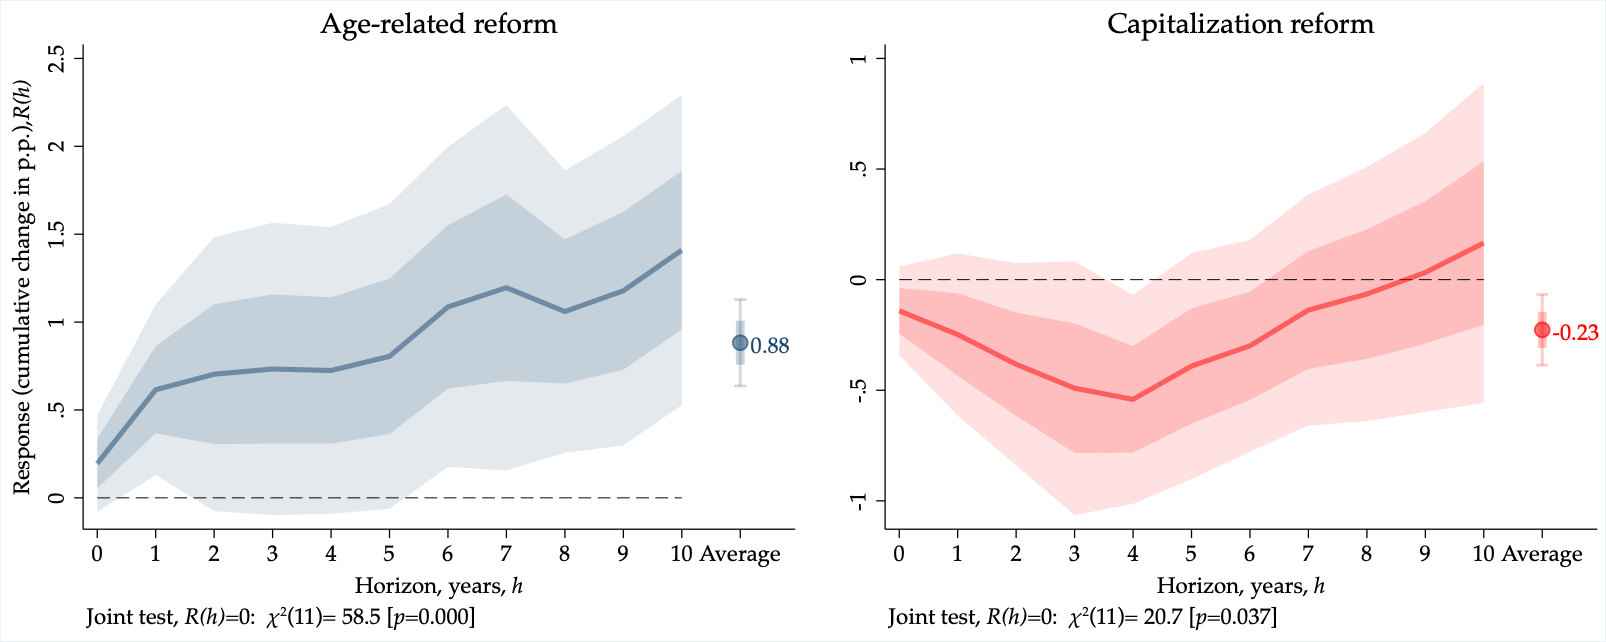 Age-related reform
Response (cumulative change in p.p.),R(h)
2.5
2
1.5
1
.5
0
0.88
0 1 2 3 4 5 6 7 8 9 10 Average
Horizon, years, h
Joint test, R(h)=0: χ²(11)= 58.5 [p=0.000]
Capitalization reform
1
.5
0
-.5
-1
-0.23
0 1 2 3 4 5 6 7 8 9 10 Average
Horizon, years, h
Joint test, R(h)=0: χ²(11)= 20.7 [p=0.037]